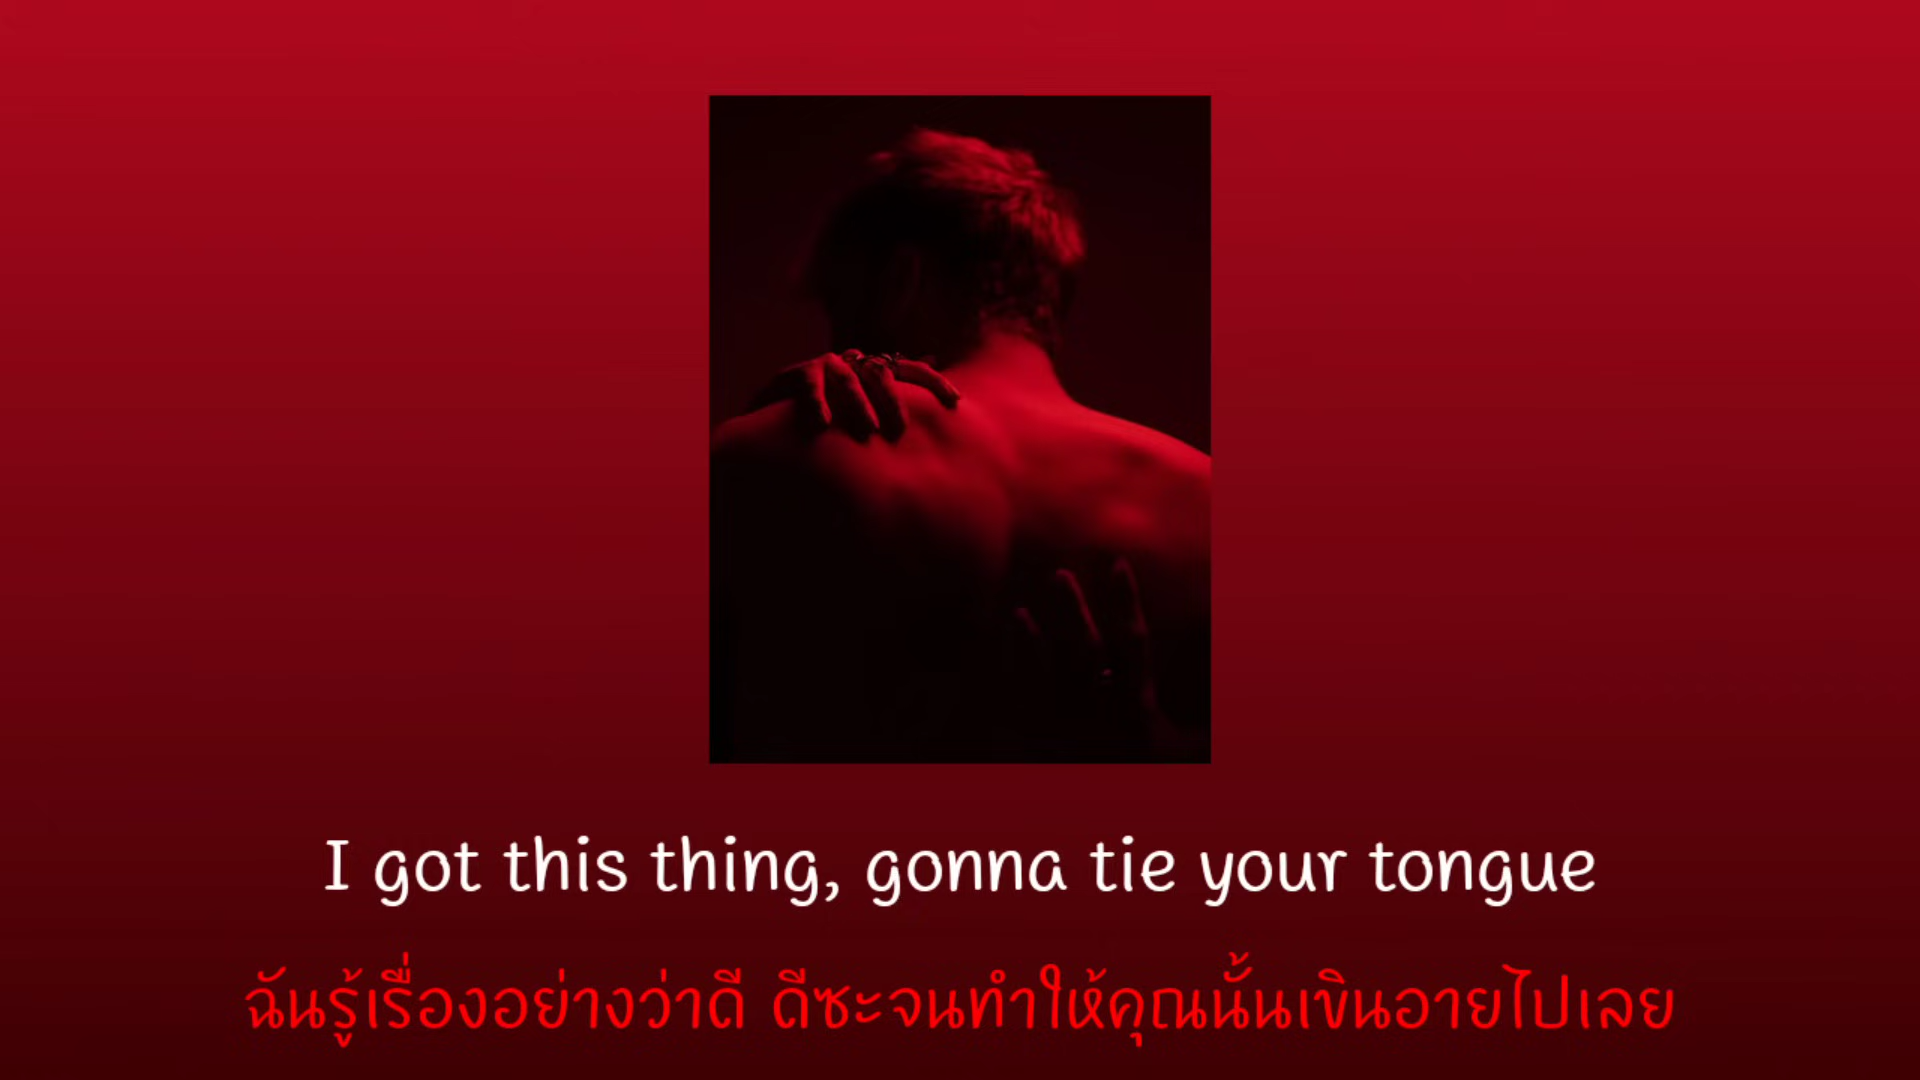 I got this thing, gonna tie your tongue
ฉันรู้เรื่องอย่างว่าดี ดีซะจนทำให้คุณนั้นเขินอายไปเลย